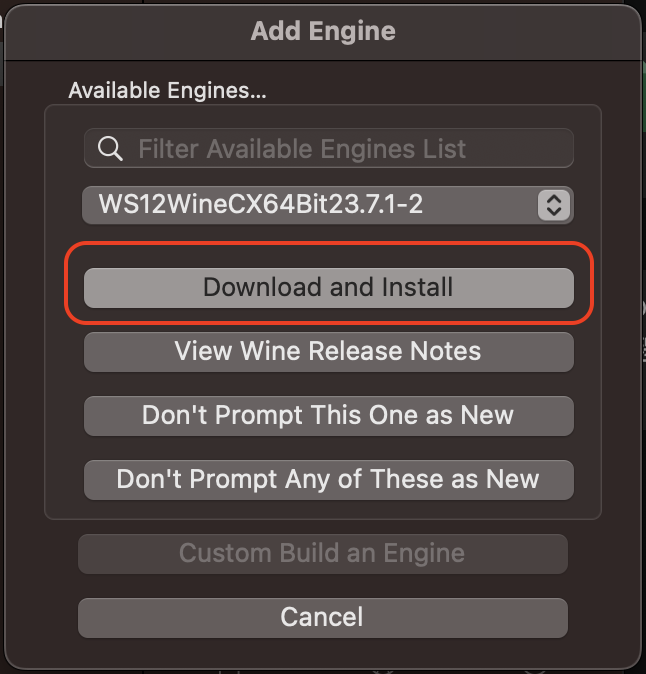 Add Engine
Available Engines...
Filter Available Engines List
WS12WineCX64Bit23.7.1-2
Download and Install
View Wine Release Notes
Don't Prompt This One as New
Don't Prompt Any of These as New
Custom Build an Engine
Cancel